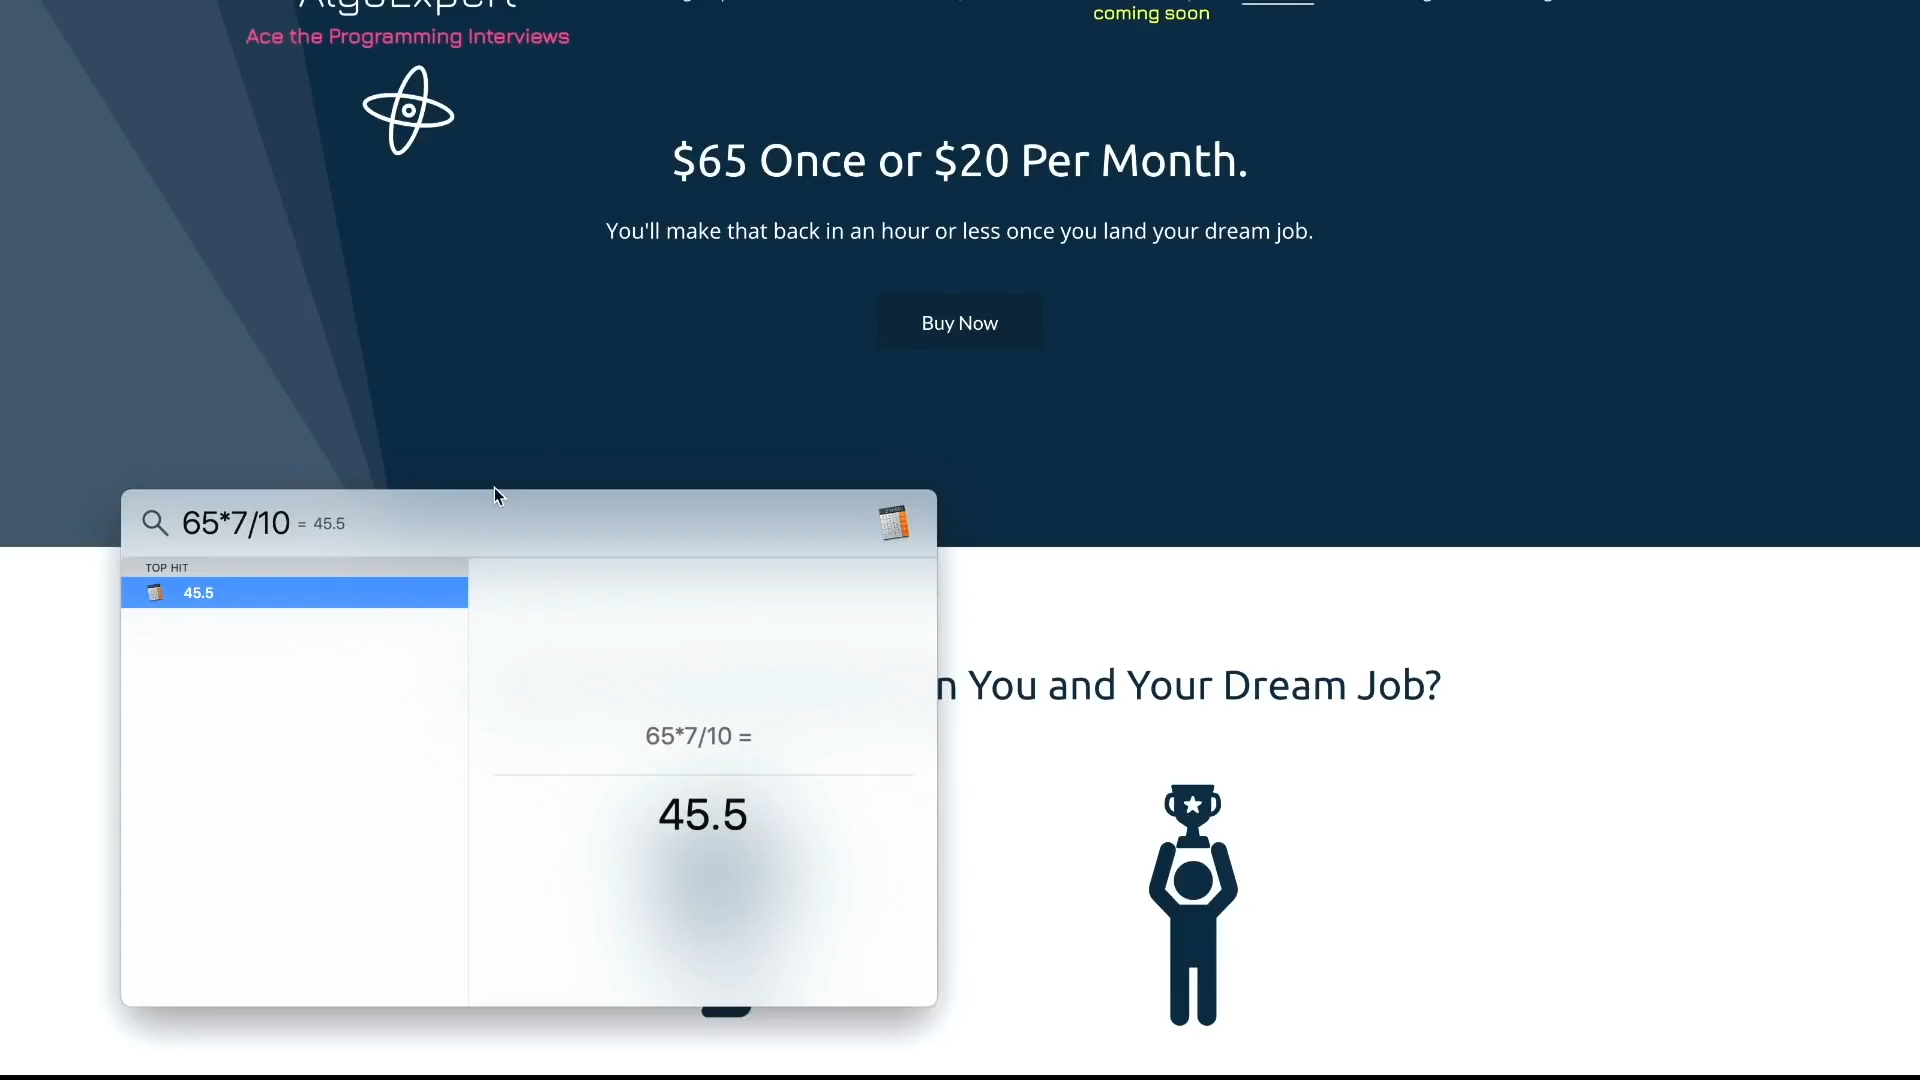 AlgoExpert
Ace the Programming Interviews
coming soon
$65 Once or $20 Per Month.
You'll make that back in an hour or less once you land your dream job.
Buy Now
65*7/10 = 45.5
TOP HIT
45.5
65*7/10 =
45.5
n You and Your Dream Job?